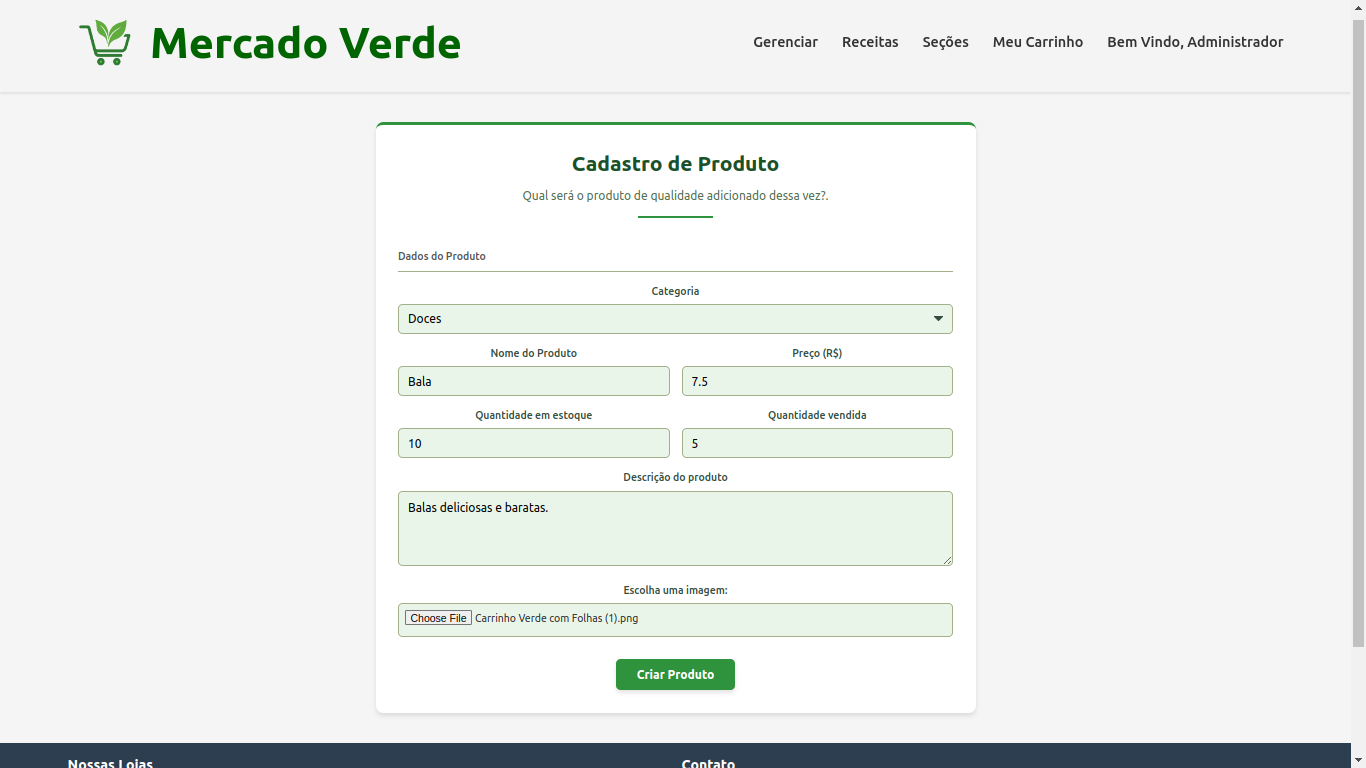 Mercado Verde
Gerenciar Receitas Seções Meu Carrinho Bem Vindo, Administrador
Cadastro de Produto
Qual será o produto de qualidade adicionado dessa vez?.
Dados do Produto
Categoria
Doces
Nome do Produto Preço (R$)
Bala 7.5
Quantidade em estoque Quantidade vendida
10 5
Descrição do produto
Balas deliciosas e baratas.
Escolha uma imagem:
Choose File Carrinho Verde com Folhas (1).png
Criar Produto
Nossas Lojas Contato